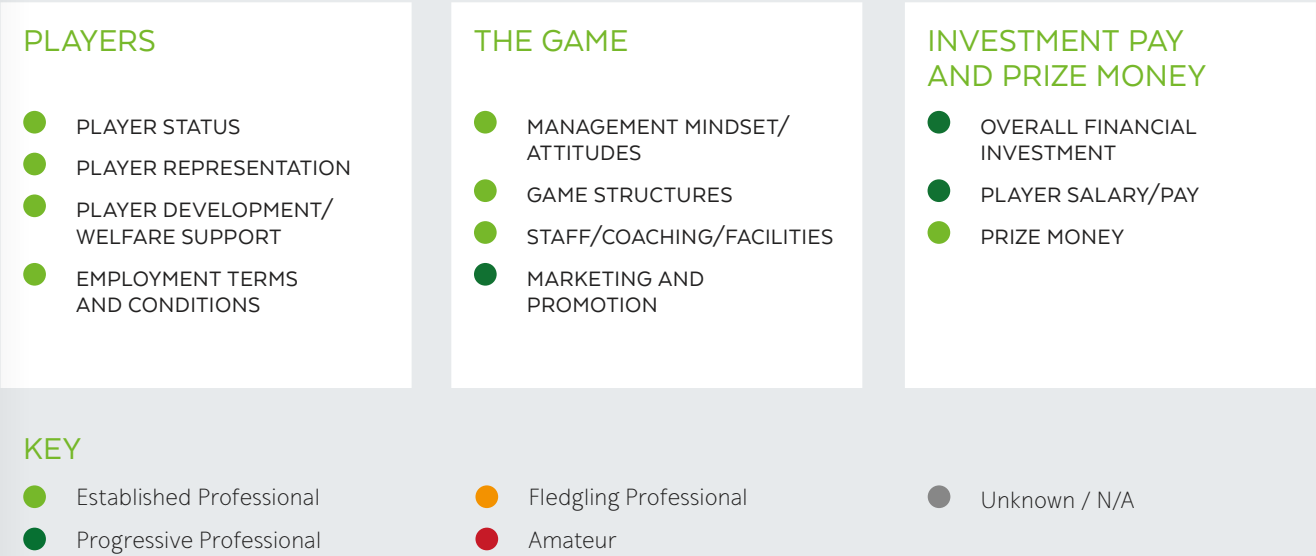 PLAYERS
PLAYER STATUS
PLAYER REPRESENTATION
PLAYER DEVELOPMENT/
WELFARE SUPPORT
EMPLOYMENT TERMS
AND CONDITIONS
THE GAME
MANAGEMENT MINDSET/
ATTITUDES
GAME STRUCTURES
STAFF/COACHING/FACILITIES
MARKETING AND
PROMOTION
INVESTMENT PAY
AND PRIZE MONEY
OVERALL FINANCIAL
INVESTMENT
PLAYER SALARY/PAY
PRIZE MONEY
KEY
Established Professional
Progressive Professional
Fledgling Professional
Amateur
Unknown / N/A